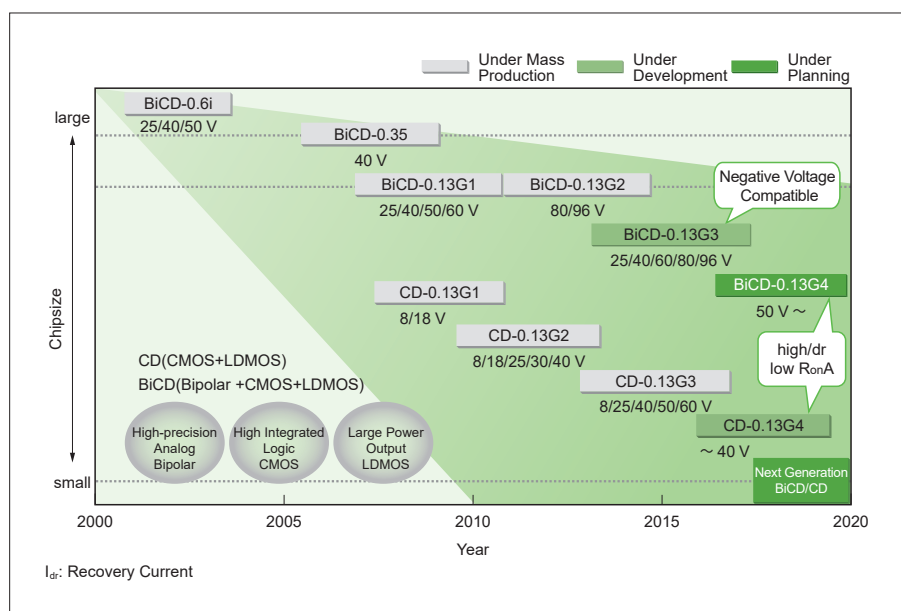 Under Mass
Production
Under
Development
Under
Planning
large
BiCD-0.6i
25/40/50 V
BiCD-0.35
40 V
BiCD-0.13G1
25/40/50/60 V
BiCD-0.13G2
80/96 V
Negative Voltage
Compatible
BiCD-0.13G3
25/40/60/80/96 V
CD-0.13G1
8/18 V
BiCD-0.13G4
50 V ～
Chipsize
CD-0.13G2
8/18/25/30/40 V
high/dr
low RonA
CD(CMOS+LDMOS)
BiCD(Bipolar +CMOS+LDMOS)
CD-0.13G3
8/25/40/50/60 V
High-precision
Analog
Bipolar
High Integrated
Logic
CMOS
Large Power
Output
LDMOS
CD-0.13G4
～ 40 V
small
Next Generation
BiCD/CD
2000
2005
2010
2015
2020
Year
Idr: Recovery Current